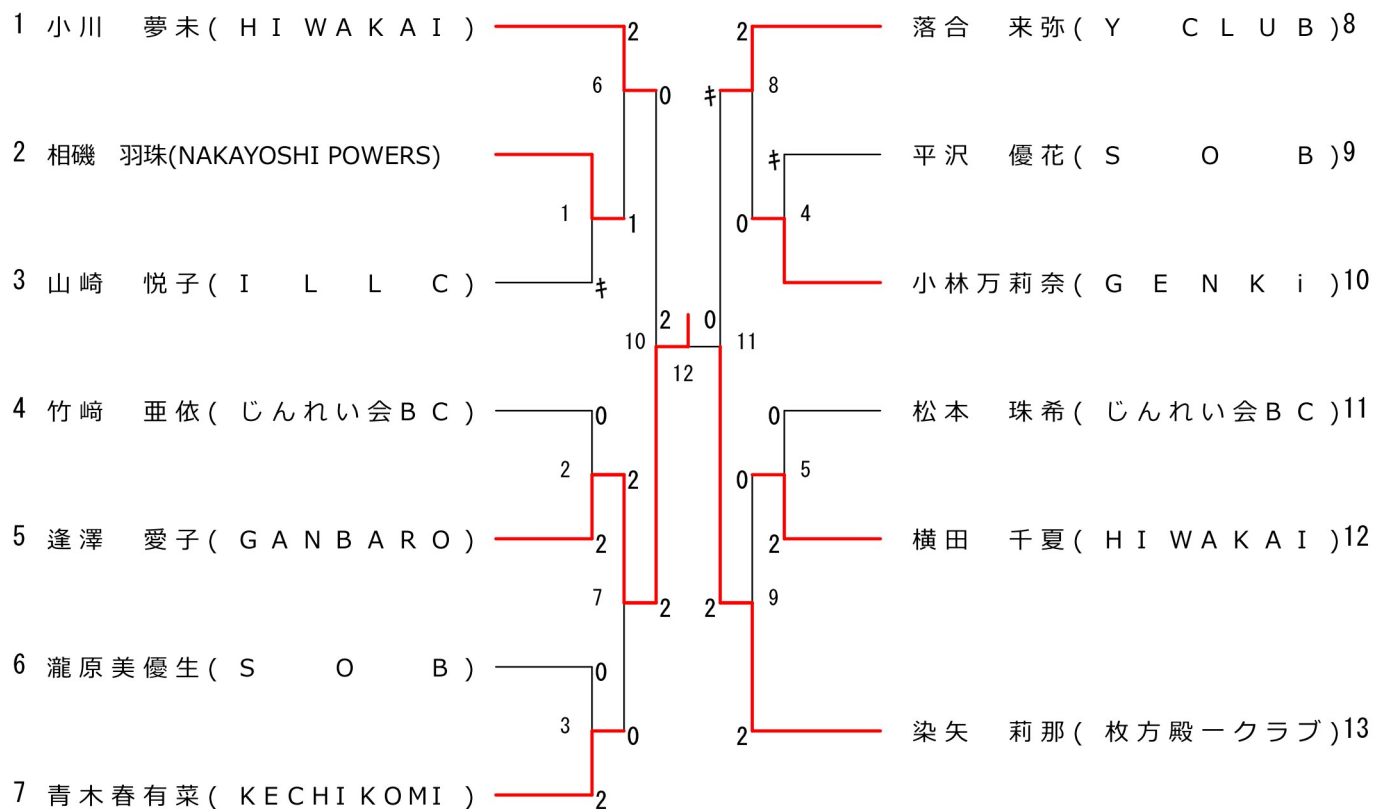 1 小川 夢未( HIWAKAI )
2
2
落合 来弥( Y CLUB)8
6
0
キ
8
2 相磯 羽珠(NAKAYOSHI POWERS)
キ
平沢 優花( S O B)9
1
1
0
4
3 山崎 悦子( I L L C )
キ
小林万莉奈( G E N K i )10
2
0
10
11
12
4 竹﨑 亜依( じんれい会BC)
0
0
松本 珠希( じんれい会BC)11
2
2
0
5
5 逢澤 愛子( GANBARO)
2
2
横田 千夏( HIWAKAI)12
7
2
2
9
6 瀧原美優生( S O B )
0
3
0
2
染矢 莉那( 枚方殿一クラブ)13
7 青木春有菜( KECHIKOMI )
2